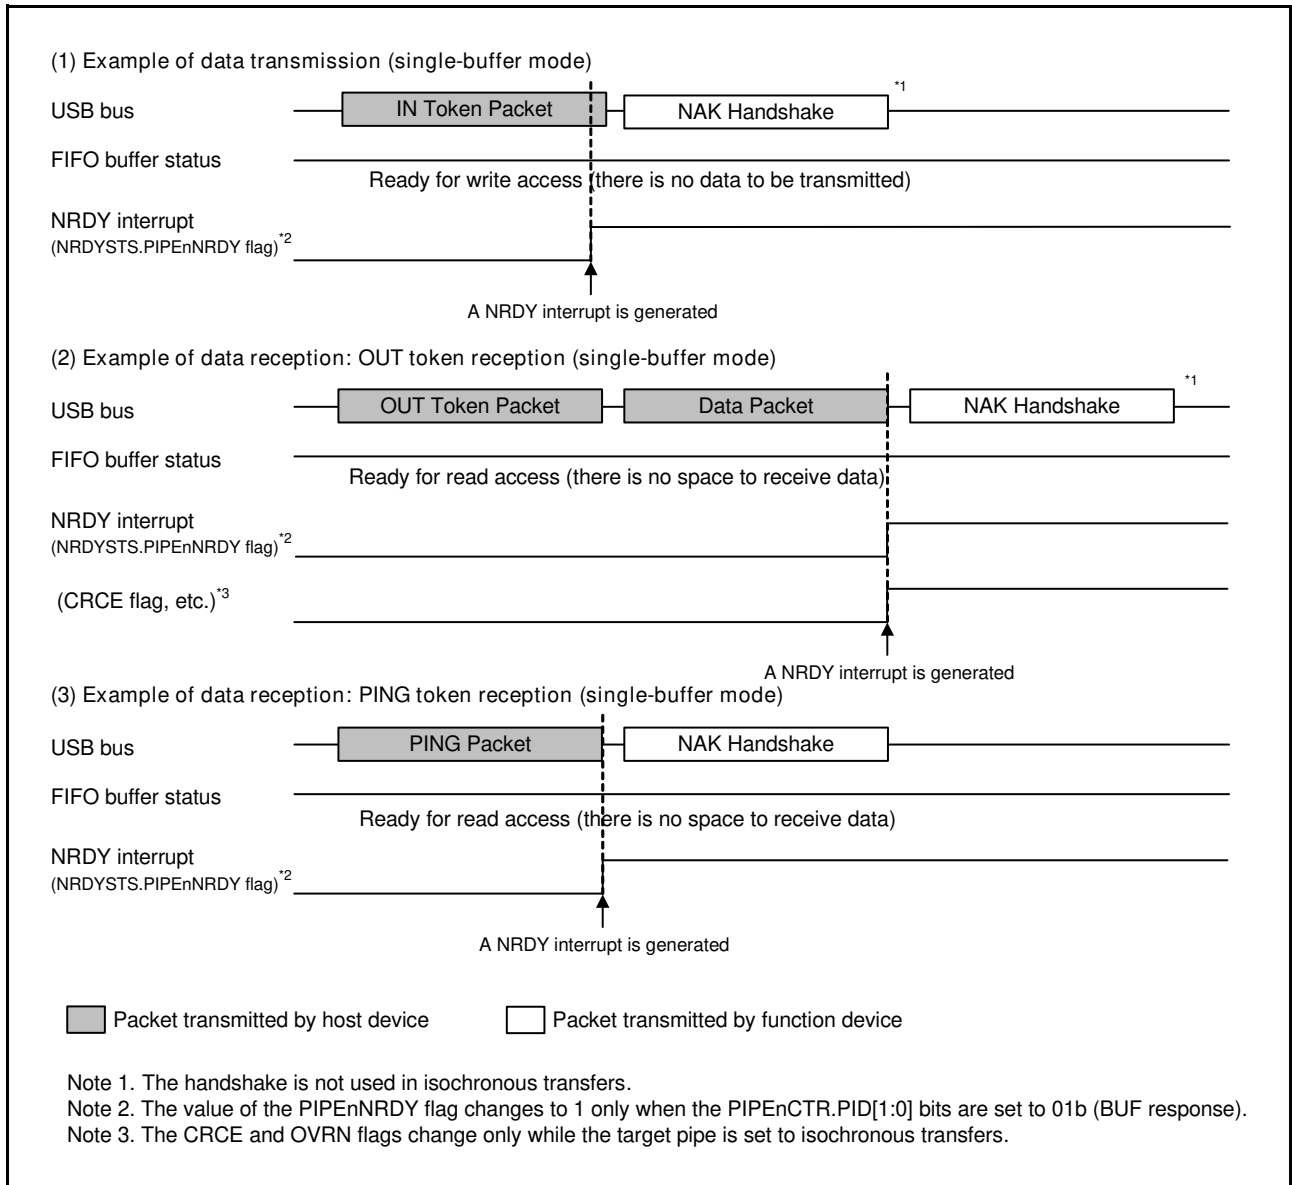 (1) Example of data transmission (single-buffer mode)
USB bus
IN Token Packet
NAK Handshake
*1
FIFO buffer status
Ready for write access (there is no data to be transmitted)
NRDY interrupt
(NRDYSTS.PIPEnNRDY flag)*2
A NRDY interrupt is generated
(2) Example of data reception: OUT token reception (single-buffer mode)
USB bus
OUT Token Packet
Data Packet
NAK Handshake
*1
FIFO buffer status
Ready for read access (there is no space to receive data)
NRDY interrupt
(NRDYSTS.PIPEnNRDY flag)*2
(CRCE flag, etc.)*3
A NRDY interrupt is generated
(3) Example of data reception: PING token reception (single-buffer mode)
USB bus
PING Packet
NAK Handshake
FIFO buffer status
Ready for read access (there is no space to receive data)
NRDY interrupt
(NRDYSTS.PIPEnNRDY flag)*2
A NRDY interrupt is generated
Packet transmitted by host device
Packet transmitted by function device
Note 1. The handshake is not used in isochronous transfers.
Note 2. The value of the PIPEnNRDY flag changes to 1 only when the PIPEnCTR.PID[1:0] bits are set to 01b (BUF response).
Note 3. The CRCE and OVRN flags change only while the target pipe is set to isochronous transfers.